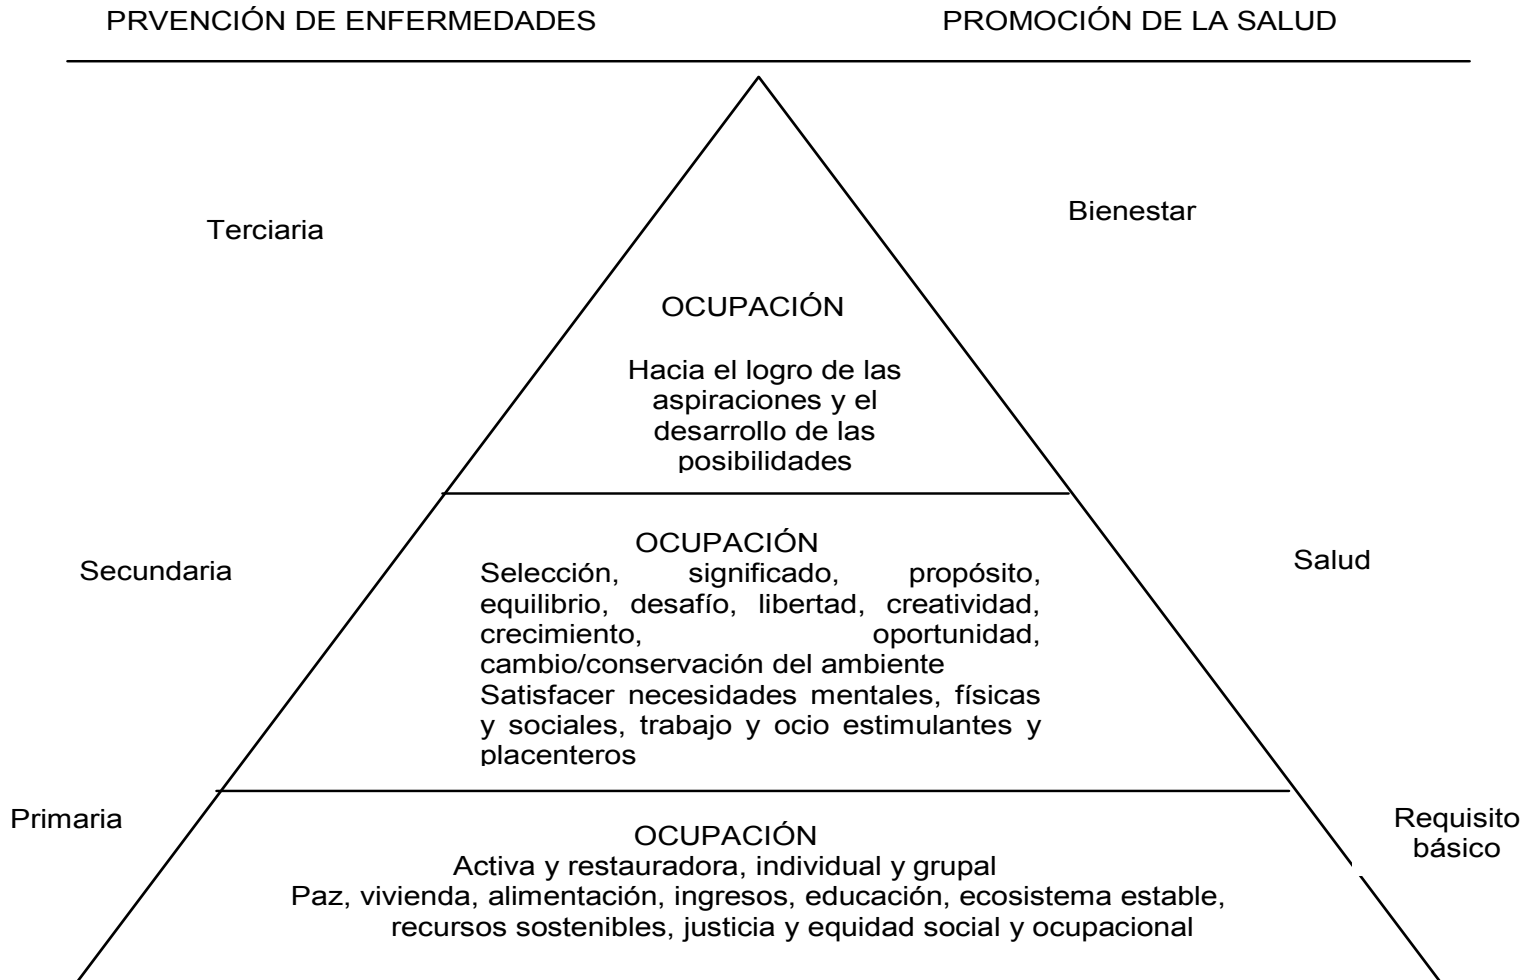 PRVENCIÓN DE ENFERMEDADES
PROMOCIÓN DE LA SALUD
Terciaria
Bienestar
OCUPACIÓN
Hacia el logro de las
aspiraciones y el
desarrollo de las
posibilidades
Secundaria
Salud
OCUPACIÓN
Selección, significado, propósito,
equilibrio, desafío, libertad, creatividad,
crecimiento, oportunidad,
cambio/conservación del ambiente
Satisfacer necesidades mentales, físicas
y sociales, trabajo y ocio estimulantes y
placenteros
Primaria
Requisito
básico
OCUPACIÓN
Activa y restauradora, individual y grupal
Paz, vivienda, alimentación, ingresos, educación, ecosistema estable,
recursos sostenibles, justicia y equidad social y ocupacional